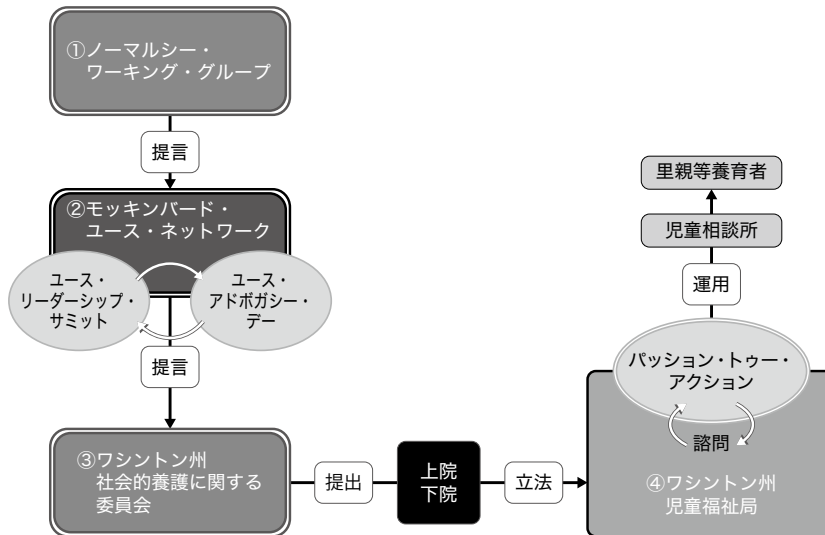 ①ノーマルシー・
ワーキング・グループ
提言
②モッキンバード・
ユース・ネットワーク
ユース・
リーダーシップ・
サミット
ユース・
アドボガシー・
デー
提言
③ワシントン州
社会的養護に関する
委員会
提出
上院
下院
立法
里親等養育者
児童相談所
運用
パッション・トゥー・
アクション
諮問
④ワシントン州
児童福祉局